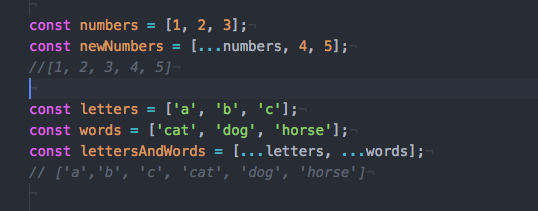 const numbers = [1, 2, 3];
const newNumbers = [...numbers, 4, 5];
//[1, 2, 3, 4, 5]
const letters = ['a', 'b', 'c'];
const words = ['cat', 'dog', 'horse'];
const lettersAndWords = [...letters, ...words];
// ['a','b', 'c', 'cat', 'dog', 'horse']